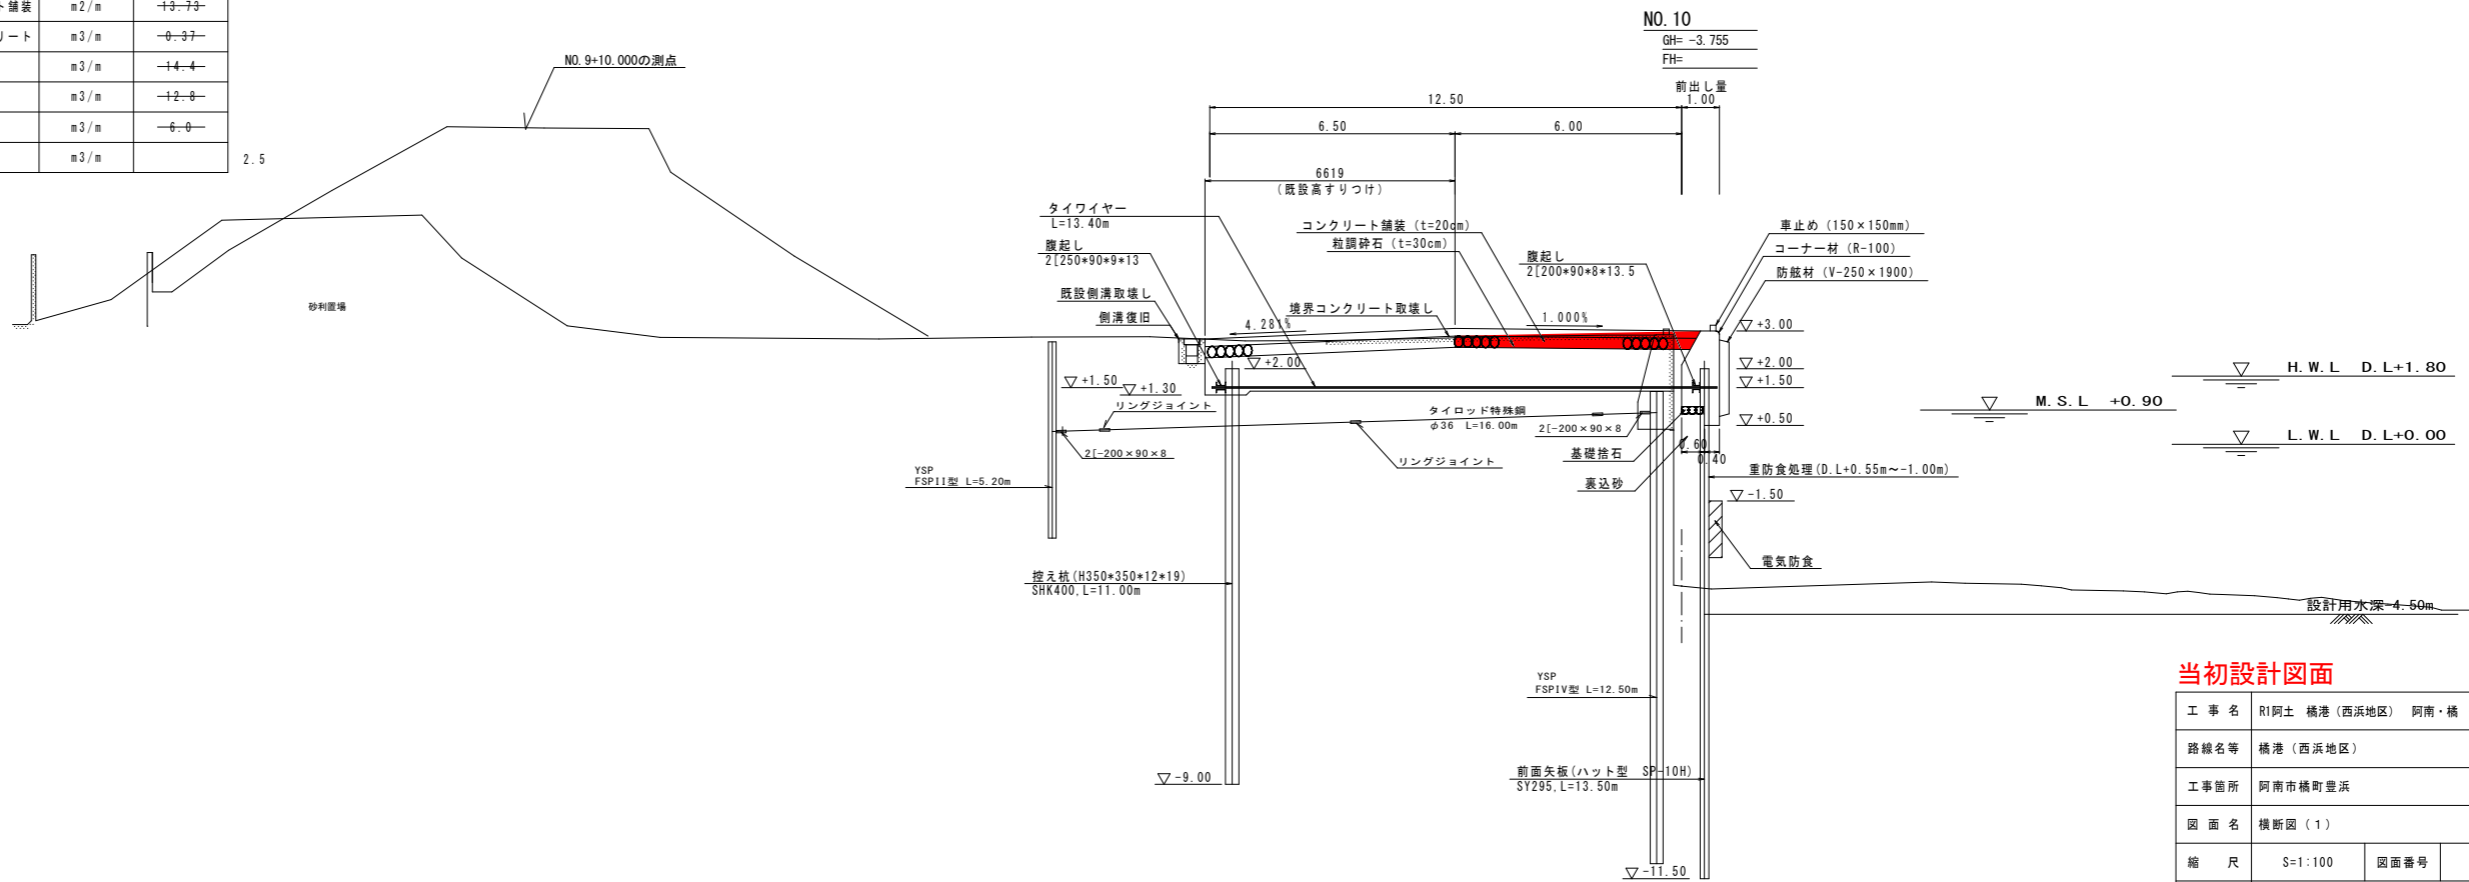 ト舗装 m2/m 13.73
リート m3/m 0.37
m3/m 14.4
m3/m 12.8
m3/m 6.0
m3/m
2.5
NO.9+10.000の測点
砂利置場
NO.10
GH= -3.755
FH=
前出し量
12.50
1.00
6.50
6.00
6619
(既設高すりつけ)
タイワイヤー
L=13.40m
腹起し
2[250*90*9*13
既設側溝取壊し
側溝復旧
コンクリート舗装 (t=20cm)
粒調砕石 (t=30cm)
境界コンクリート取壊し
腹起し
2[200*90*8*13.5
車止め (150×150mm)
コーナー材 (R-100)
防舷材 (V-250×1900)
4.281%
1.000%
▽+3.00
▽+2.00
▽+2.00
▽+1.50
▽+1.50
▽+1.30
▽+0.50
リングジョイント
タイロッド特殊鋼
φ36 L=16.00m
2[-200×90×8
2[-200×90×8
リングジョイント
基礎捨石
裏込砂
0.60
0.40
H.W.L D.L+1.80
M.S.L +0.90
L.W.L D.L+0.00
YSP
FSPII型 L=5.20m
重防食処理(D.L+0.55m～-1.00m)
▽-1.50
電気防食
控え杭(H350*350*12*19)
SHK400,L=11.00m
設計用水深-4.50m
YSP
FSPIV型 L=12.50m
▽-9.00
前面矢板(ハット型 SP-10H)
SY295,L=13.50m
▽-11.50
当初設計図面
工事名 R1阿土 橘港(西浜地区) 阿南・橘
路線名等 橘港(西浜地区)
工事箇所 阿南市橘町豊浜
図面名 横断図(1)
縮尺 S=1:100 図面番号